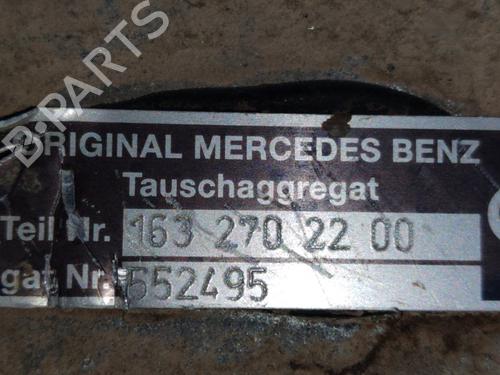 B-PARTS
ORIGINAL MERCEDES BENZ
Tauschaggregat
Teil Nr. 163 270 22 00
gat Nr. 552495